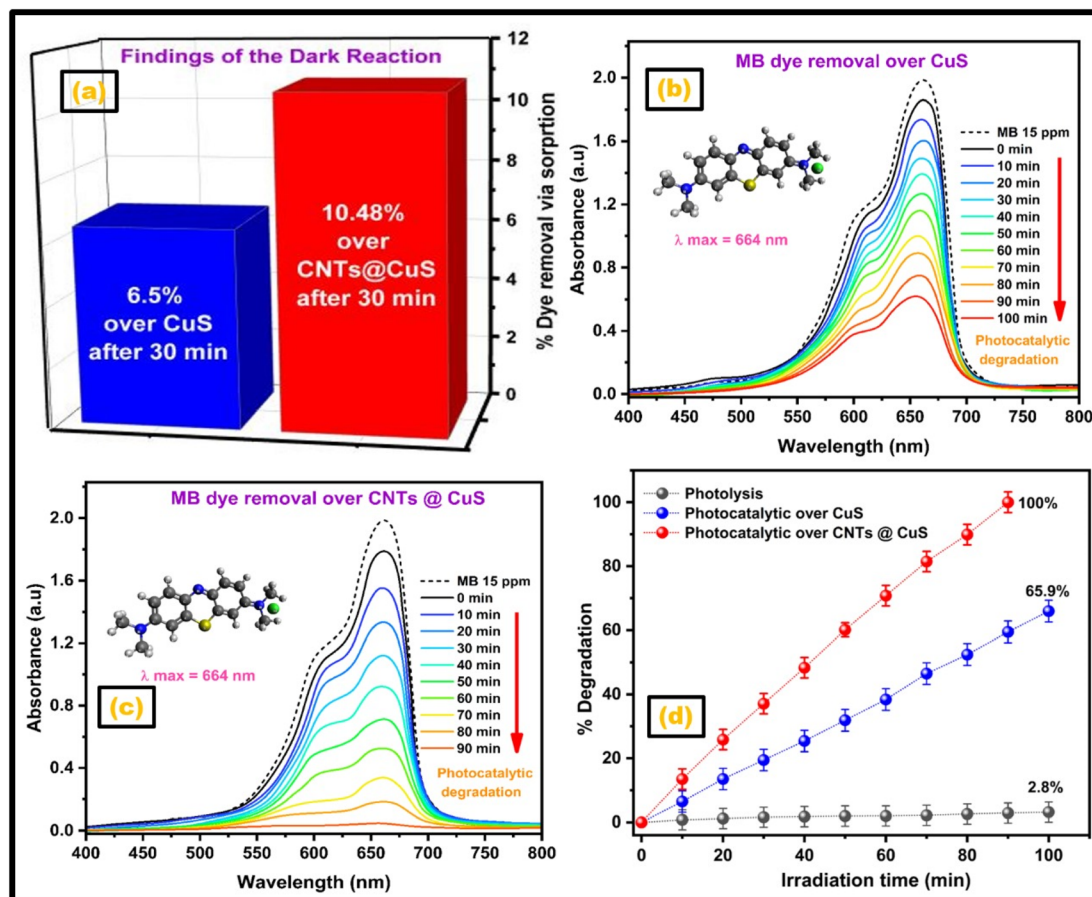 Findings of the Dark Reaction
(a)
6.5%
over CuS
after 30 min
10.48%
over
CNTs@CuS
after 30 min
% Dye removal via sorption
12
10
8
6
4
2
0
(b)
MB dye removal over CuS
λ max = 664 nm
MB 15 ppm
0 min
10 min
20 min
30 min
40 min
50 min
60 min
70 min
80 min
90 min
100 min
Photocatalytic
degradation
Absorbance (a.u)
2.0
1.6
1.2
0.8
0.4
0.0
400 450 500 550 600 650 700 750 800
Wavelength (nm)
MB dye removal over CNTs @ CuS
λ max = 664 nm
(c)
MB 15 ppm
0 min
10 min
20 min
30 min
40 min
50 min
60 min
70 min
80 min
90 min
Photocatalytic
degradation
Absorbance (a.u)
2.0
1.6
1.2
0.8
0.4
0.0
400 450 500 550 600 650 700 750 800
Wavelength (nm)
Photolysis
Photocatalytic over CuS
Photocatalytic over CNTs @ CuS
100%
65.9%
(d)
2.8%
% Degradation
100
80
60
40
20
0
0 20 40 60 80 100
Irradiation time (min)